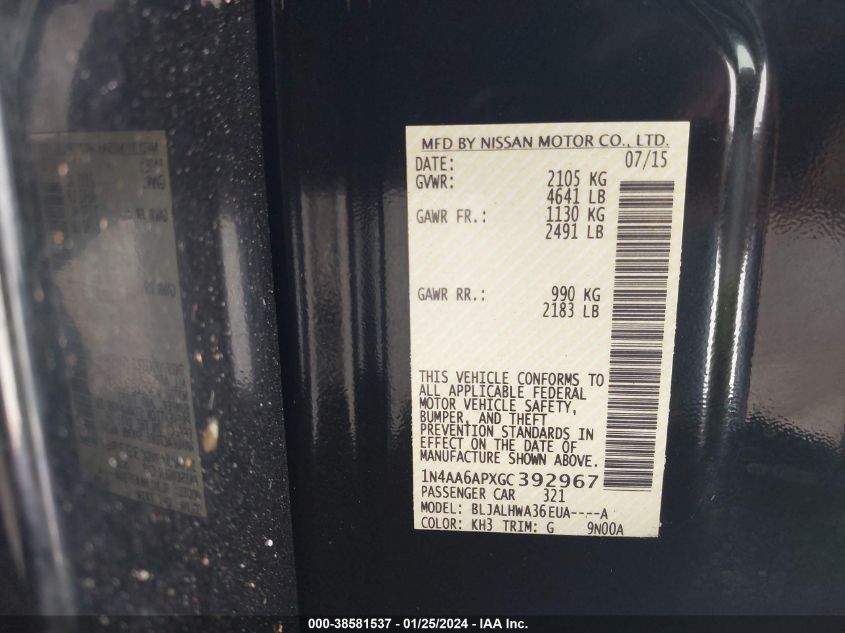 MFD BY NISSAN MOTOR CO., LTD.
DATE: 07/15
GVWR: 2105 KG
4641 LB
GAWR FR.: 1130 KG
2491 LB
GAWR RR.: 990 KG
2183 LB
THIS VEHICLE CONFORMS TO
ALL APPLICABLE FEDERAL
MOTOR VEHICLE SAFETY,
BUMPER, AND THEFT
PREVENTION STANDARDS IN
EFFECT ON THE DATE OF
MANUFACTURE SHOWN ABOVE.
1N4AA6APXGC392967
PASSENGER CAR 321
MODEL: BLJALHWA36EUA----A
COLOR: KH3 TRIM: G 9N00A
000-38581537 - 01/25/2024 - IAA Inc.